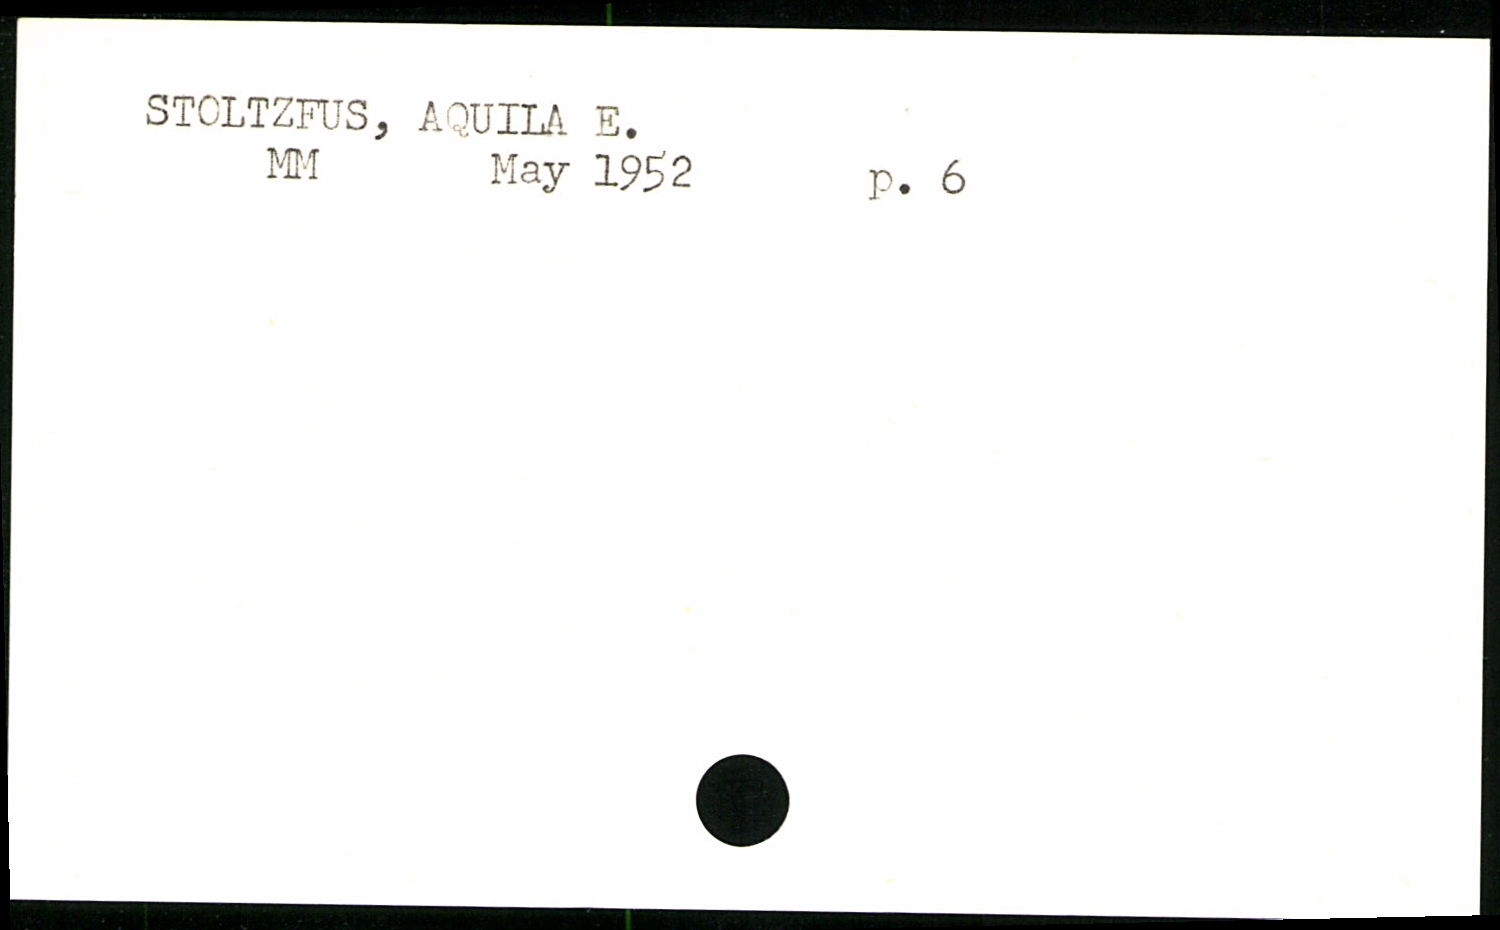 STOLTZFUS, AQUILA E.
MM May 1952 p. 6